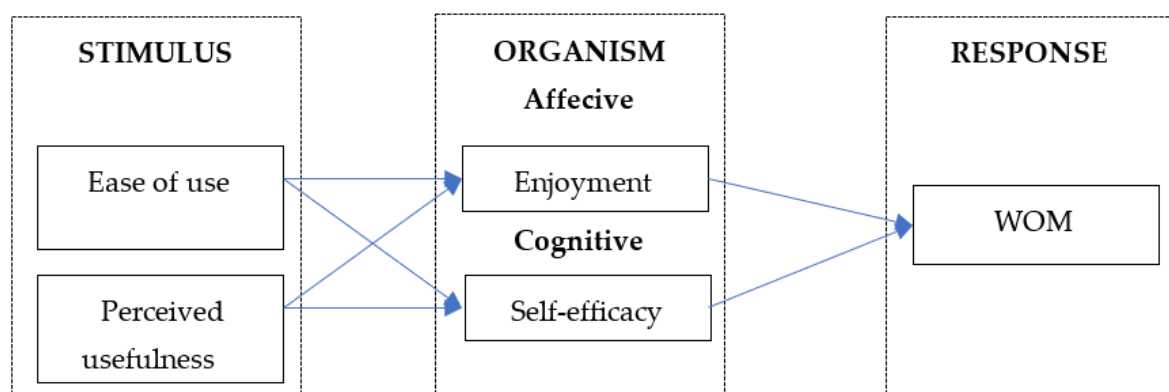 STIMULUS
Ease of use
Perceived
usefulness
ORGANISM
Affecive
Enjoyment
Cognitive
Self-efficacy
RESPONSE
WOM